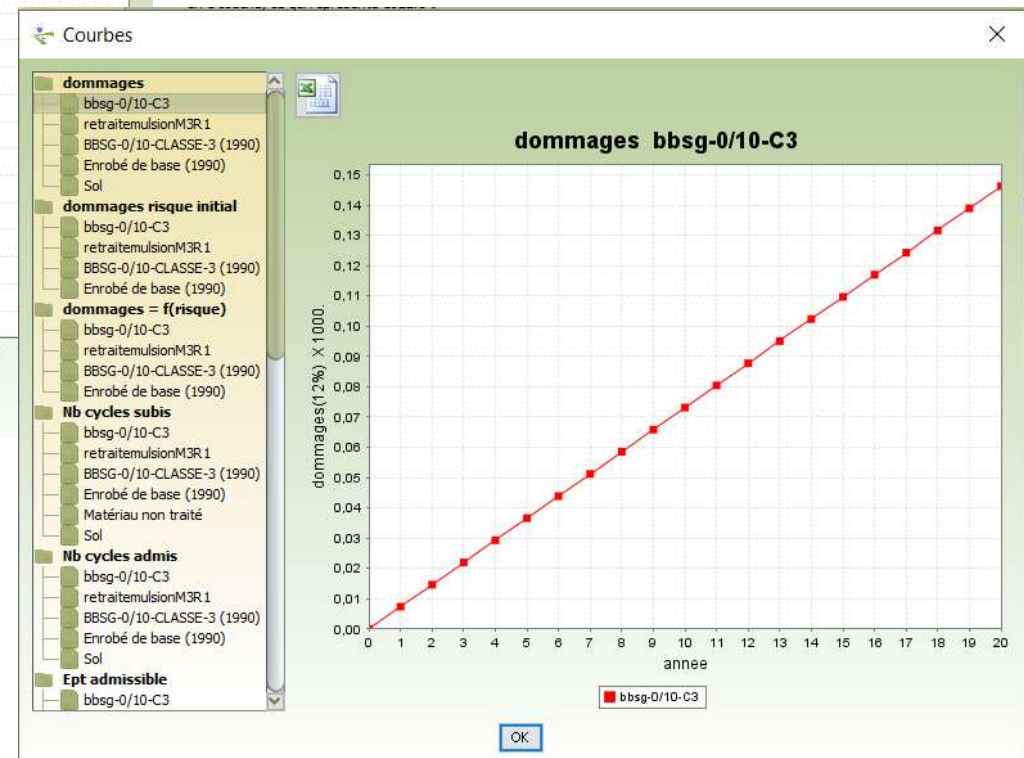 Courbes
dommages
bbsg-0/10-C3
retraitemulsionM3R1
BBSG-0/10-CLASSE-3 (1990)
Enrobé de base (1990)
Sol
dommages risque initial
bbsg-0/10-C3
retraitemulsionM3R1
BBSG-0/10-CLASSE-3 (1990)
Enrobé de base (1990)
dommages = f(risque)
bbsg-0/10-C3
retraitemulsionM3R1
BBSG-0/10-CLASSE-3 (1990)
Enrobé de base (1990)
Nb cycles subis
bbsg-0/10-C3
retraitemulsionM3R1
BBSG-0/10-CLASSE-3 (1990)
Enrobé de base (1990)
Matériau non traité
Sol
Nb cycles admis
bbsg-0/10-C3
retraitemulsionM3R1
BBSG-0/10-CLASSE-3 (1990)
Enrobé de base (1990)
Sol
Ept admissible
bbsg-0/10-C3
dommages bbsg-0/10-C3
0,15
0,14
0,13
0,12
0,11
0,10
0,09
0,08
0,07
0,06
0,05
0,04
0,03
0,02
0,01
0,00
dommages(12%) X 1000.
0 1 2 3 4 5 6 7 8 9 10 11 12 13 14 15 16 17 18 19 20
annee
bbsg-0/10-C3
OK